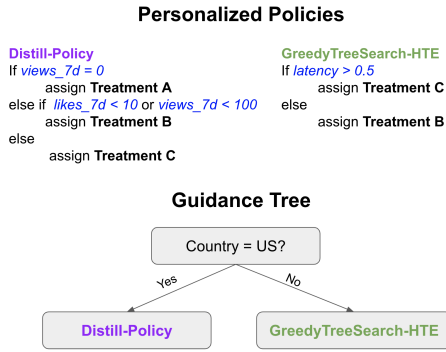 Personalized Policies
Distill-Policy
If views_7d = 0
assign Treatment A
else if likes_7d < 10 or views_7d < 100
assign Treatment B
else
assign Treatment C
GreedyTreeSearch-HTE
If latency > 0.5
assign Treatment C
else
assign Treatment B
Guidance Tree
Country = US?
Yes
No
Distill-Policy
GreedyTreeSearch-HTE